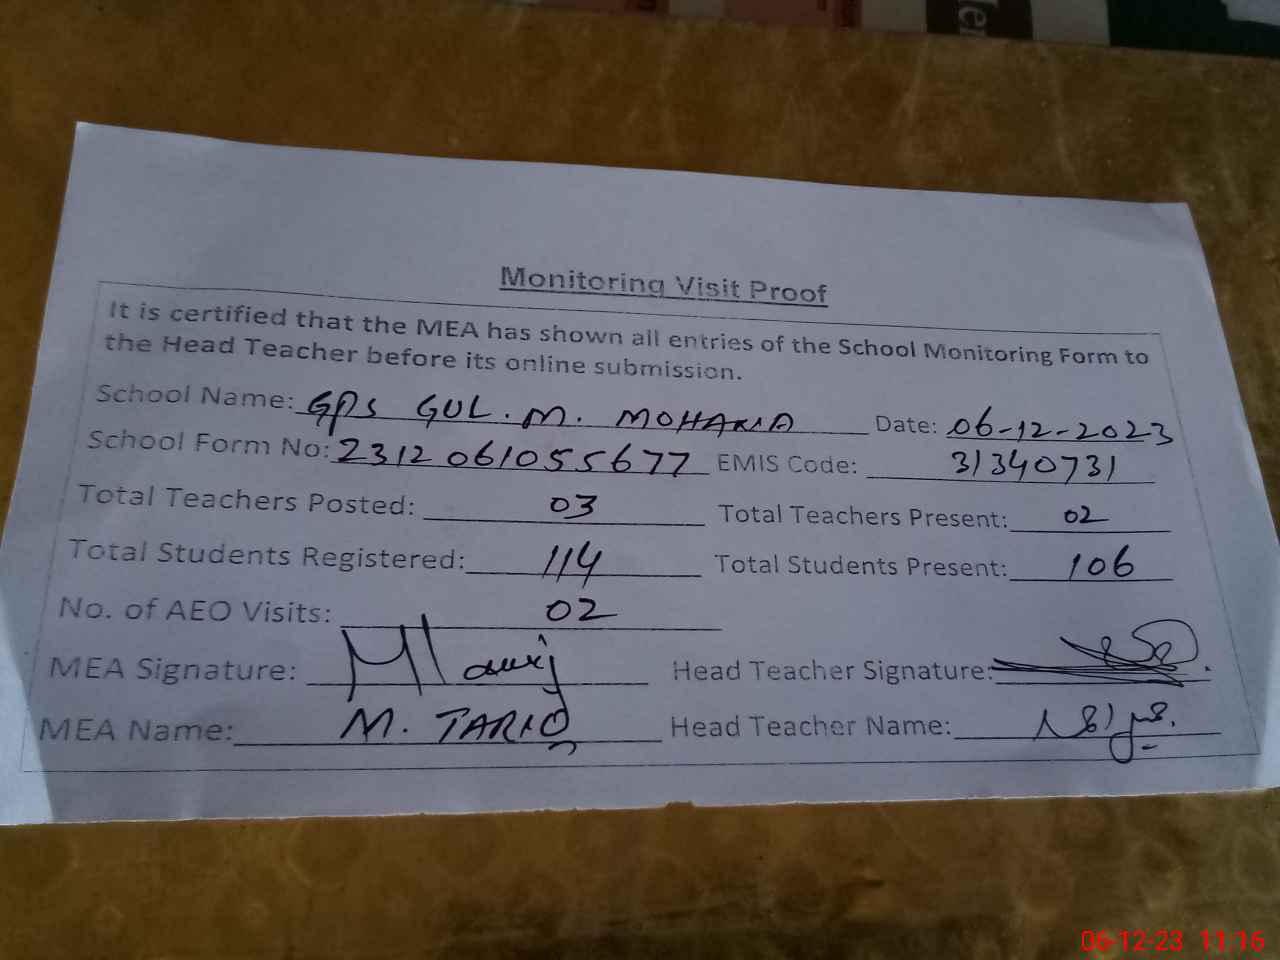 Monitoring Visit Proof
It is certified that the MEA has shown all entries of the School Monitoring Form to
the Head Teacher before its online submission.
School Name: GPS GUL. M. MOHARIA Date: 06-12-2023
School Form No: 2312061055677 EMIS Code: 31340731
Total Teachers Posted: 03 Total Teachers Present: 02
Total Students Registered: 114 Total Students Present: 106
No. of AEO Visits: 02
MEA Signature: Head Teacher Signature:
MEA Name: M. TARIQ Head Teacher Name:
06-12-23 11:16